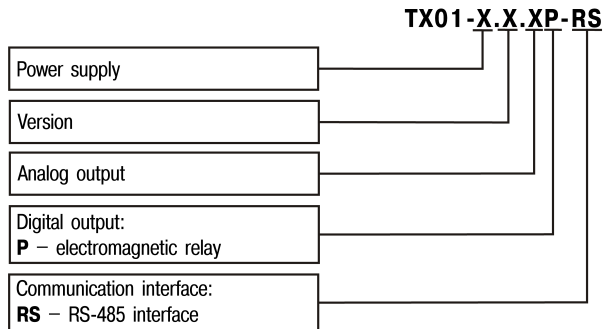 TX01-X.X.XP-RS
Power supply
Version
Analog output
Digital output:
P – electromagnetic relay
Communication interface:
RS – RS-485 interface